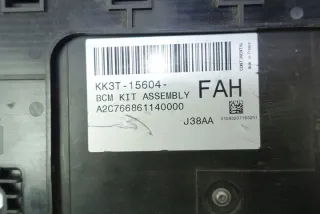 KK3T-15604-
FAH
BCM KIT ASSEMBLY
A2C766861140000
J38AA